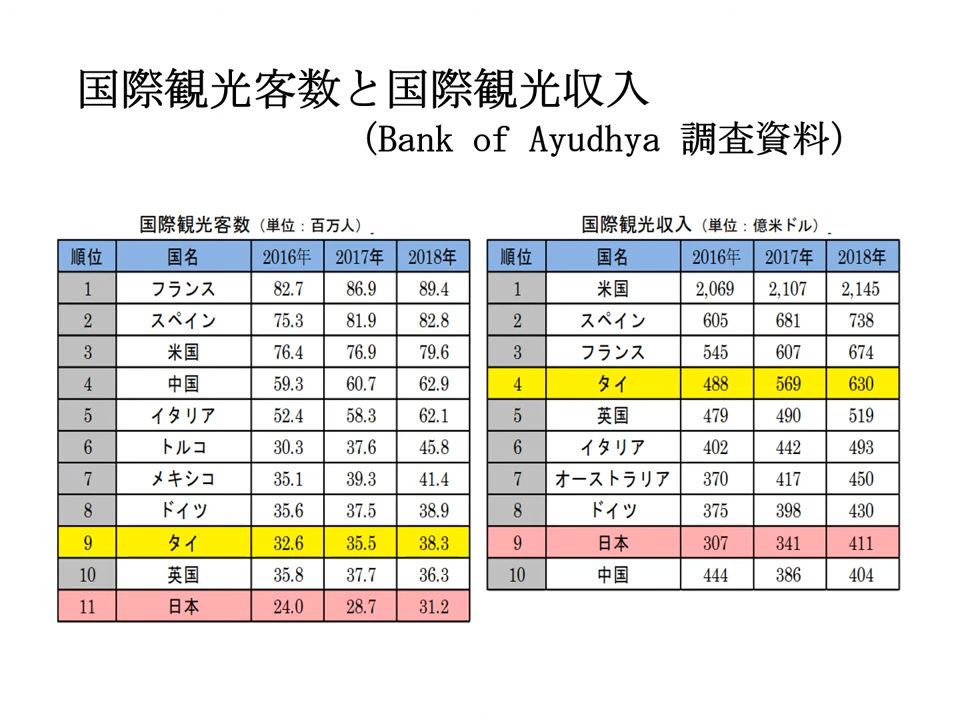 国際観光客数と国際観光収入
(Bank of Ayudhya 調査資料)
国際観光客数（単位：百万人）
順位 国名 2016年 2017年 2018年
1 フランス 82.7 86.9 89.4
2 スペイン 75.3 81.9 82.8
3 米国 76.4 76.9 79.6
4 中国 59.3 60.7 62.9
5 イタリア 52.4 58.3 62.1
6 トルコ 30.3 37.6 45.8
7 メキシコ 35.1 39.3 41.4
8 ドイツ 35.6 37.5 38.9
9 タイ 32.6 35.5 38.3
10 英国 35.8 37.7 36.3
11 日本 24.0 28.7 31.2
国際観光収入（単位：億米ドル）
順位 国名 2016年 2017年 2018年
1 米国 2,069 2,107 2,145
2 スペイン 605 681 738
3 フランス 545 607 674
4 タイ 488 569 630
5 英国 479 490 519
6 イタリア 402 442 493
7 オーストラリア 370 417 450
8 ドイツ 375 398 430
9 日本 307 341 411
10 中国 444 386 404